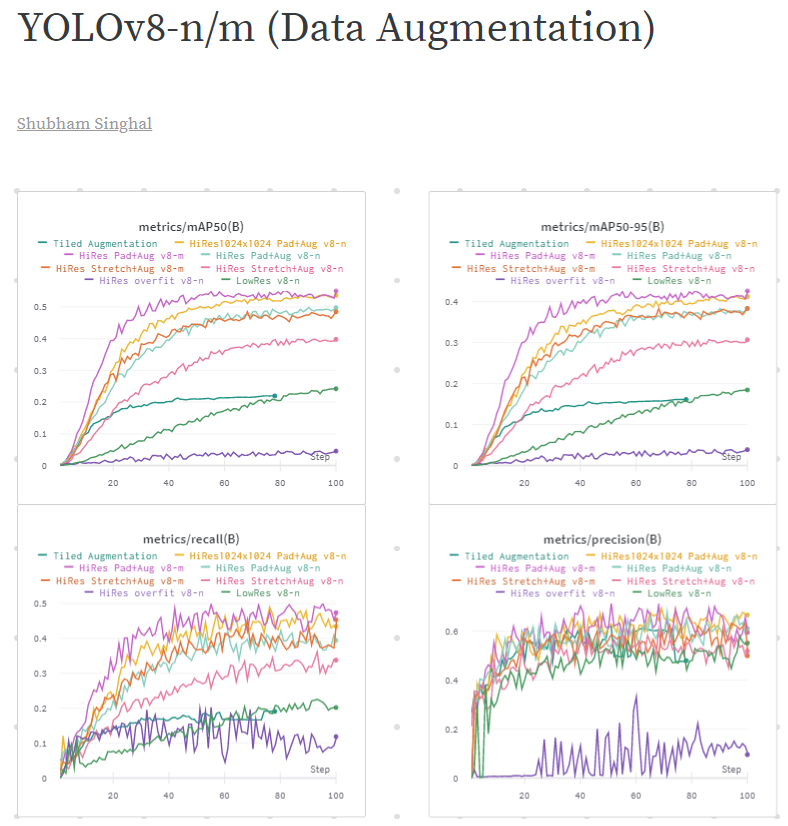 YOLOv8-n/m (Data Augmentation)
Shubham Singhal
metrics/mAP50(B)
Tiled Augmentation HiRes1024x1024 Pad+Aug v8-n
HiRes Pad+Aug v8-m HiRes Pad+Aug v8-n
HiRes Stretch+Aug v8-m HiRes Stretch+Aug v8-n
HiRes overfit v8-n LowRes v8-n
0.5
0.4
0.3
0.2
0.1
0
Step
20 40 60 80 100
metrics/mAP50-95(B)
Tiled Augmentation HiRes1024x1024 Pad+Aug v8-n
HiRes Pad+Aug v8-m HiRes Pad+Aug v8-n
HiRes Stretch+Aug v8-m HiRes Stretch+Aug v8-n
HiRes overfit v8-n LowRes v8-n
0.4
0.3
0.2
0.1
0
Step
20 40 60 80 100
metrics/recall(B)
Tiled Augmentation HiRes1024x1024 Pad+Aug v8-n
HiRes Pad+Aug v8-m HiRes Pad+Aug v8-n
HiRes Stretch+Aug v8-m HiRes Stretch+Aug v8-n
HiRes overfit v8-n LowRes v8-n
0.5
0.4
0.3
0.2
0.1
0
Step
20 40 60 80 100
metrics/precision(B)
Tiled Augmentation HiRes1024x1024 Pad+Aug v8-n
HiRes Pad+Aug v8-m HiRes Pad+Aug v8-n
HiRes Stretch+Aug v8-m HiRes Stretch+Aug v8-n
HiRes overfit v8-n LowRes v8-n
0.6
0.4
0.2
0
Step
20 40 60 80 100